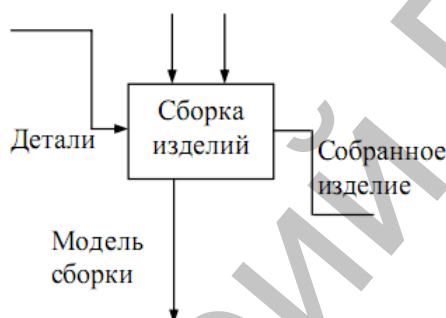 Сборка
изделий
Детали
Собранное
изделие
Модель
сборки